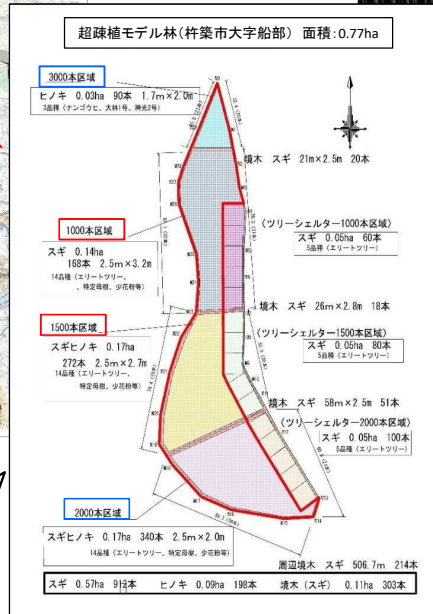 超疎植モデル林(杵築市大字船部) 面積:0.77ha
3000本区域
ヒノキ 0.03ha 90本 1.7m×2.0m
3品種（ナンゴウヒ、大林1号、神光2号）
境木 スギ 21m×2.5m 20本
1000本区域
スギ 0.14ha
168本 2.5m×3.2m
14品種（エリートツリー、
、特定母樹、少花粉等）
〈ツリーシェルター1000本区域〉
スギ 0.05ha 60本
5品種（エリートツリー）
境木 スギ 26m×2.8m 18本
1500本区域
スギヒノキ 0.17ha
272本 2.5m×2.7m
14品種（エリートツリー、
特定母樹、少花粉等）
〈ツリーシェルター1500本区域〉
スギ 0.05ha 80本
5品種（エリートツリー）
境木 スギ 58m×2.5m 51本
〈ツリーシェルター2000本区域〉
スギ 0.05ha 100本
5品種（エリートツリー）
2000本区域
スギヒノキ 0.17ha 340本 2.5m×2.0m
14品種（エリートツリー、特定母樹、少花粉等）
周辺境木 スギ 506.7m 214本
スギ 0.57ha 912本 ヒノキ 0.09ha 198本 境木（スギ） 0.11ha 303本